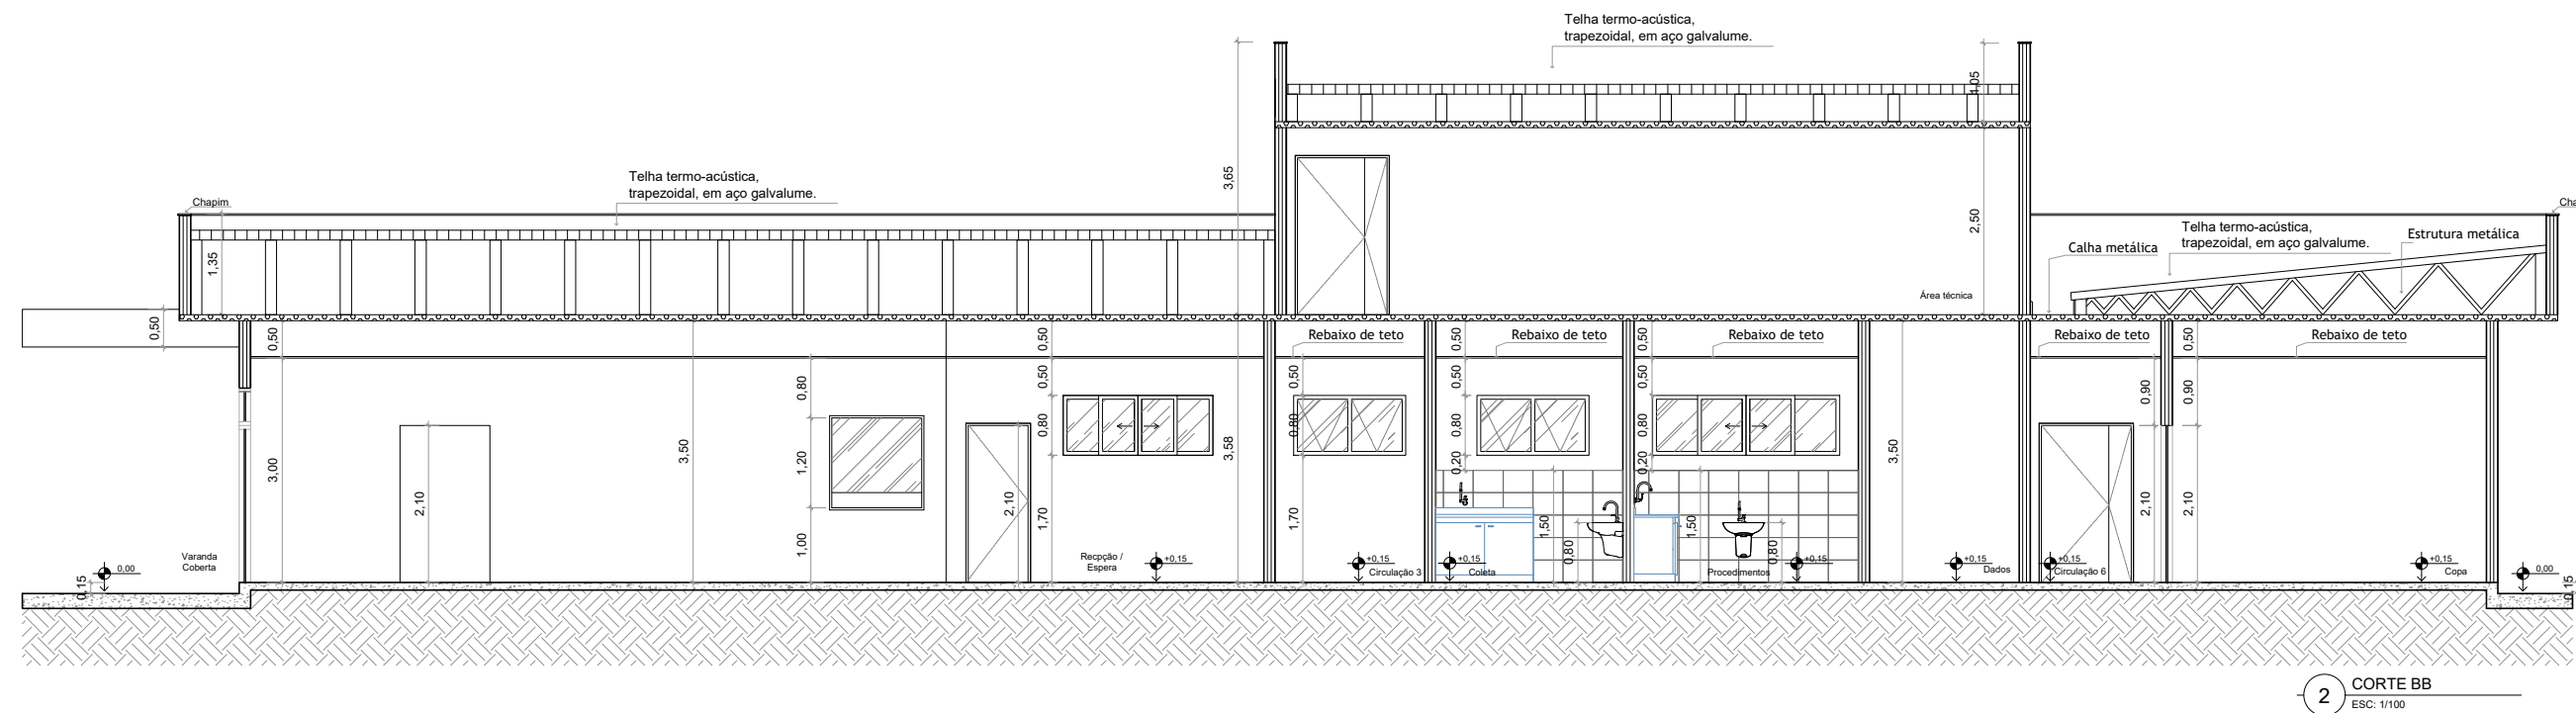 Telha termo-acústica,
trapezoidal, em aço galvalume.
1,05
3,65
2,50
Telha termo-acústica,
trapezoidal, em aço galvalume.
Chapim
Cha
1,35
Telha termo-acústica,
trapezoidal, em aço galvalume.
Estrutura metálica
Calha metálica
Área técnica
0,50
0,50
0,50
0,50
0,50
0,50
0,50
Rebaixo de teto
Rebaixo de teto
Rebaixo de teto
Rebaixo de teto
Rebaixo de teto
0,80
0,50
0,50
0,50
0,50
0,90
0,90
3,00
3,50
1,20
0,80
3,58
0,80
0,80
0,80
3,50
0,20
0,20
2,10
2,10
1,00
1,70
1,70
1,50
0,80
1,50
0,80
2,10
2,10
Varanda
Coberta
0,00
0,15
Recpção /
Espera
+0,15
+0,15
Circulação 3
+0,15
Coleta
Procedimentos
+0,15
+0,15
Dados
+0,15
Circulação 6
+0,15
Copa
0,00
0,15
2
CORTE BB
ESC: 1/100